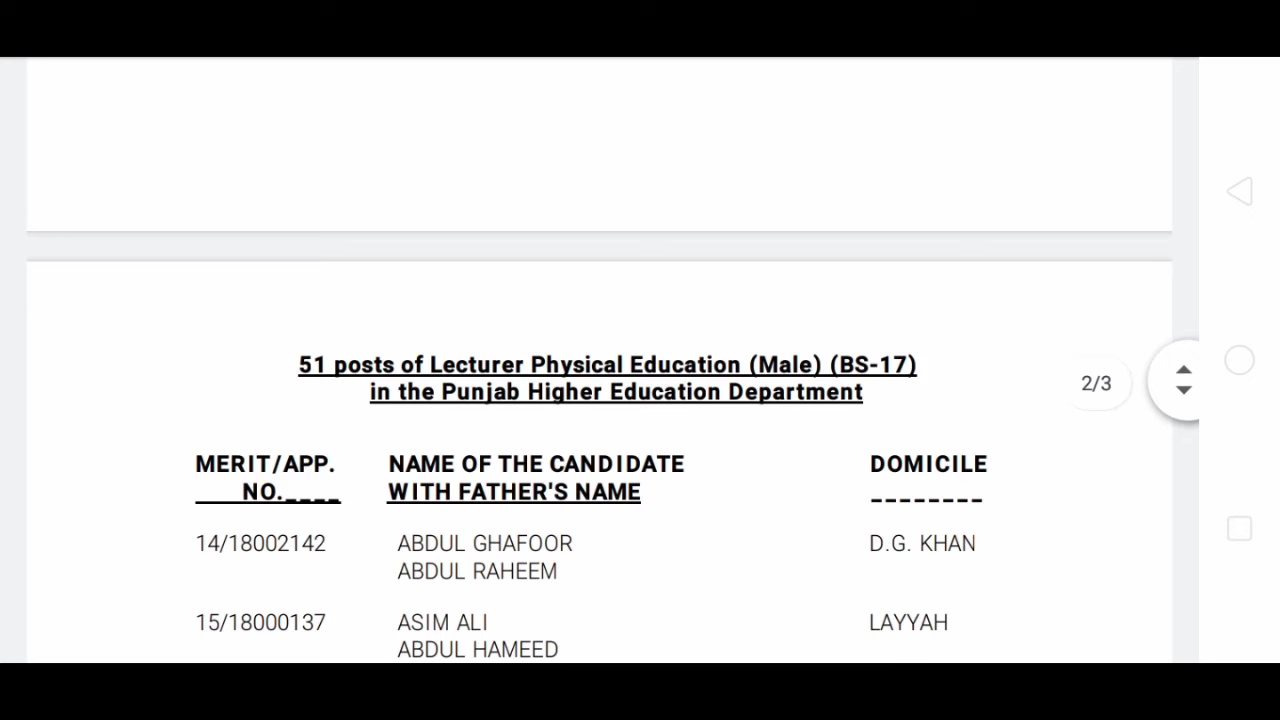 51 posts of Lecturer Physical Education (Male) (BS-17)
in the Punjab Higher Education Department
2/3
MERIT/APP. NAME OF THE CANDIDATE DOMICILE
NO.____ WITH FATHER'S NAME --------
14/18002142 ABDUL GHAFOOR D.G. KHAN
ABDUL RAHEEM
15/18000137 ASIM ALI LAYYAH
ABDUL HAMEED